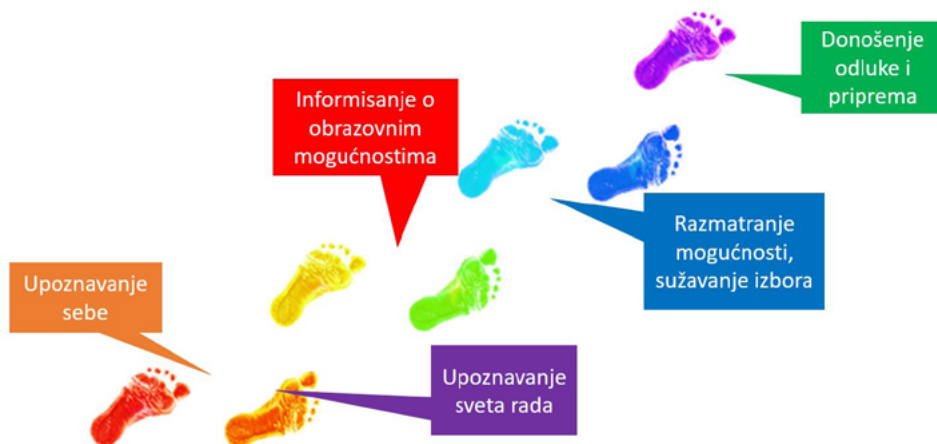 Upoznavanje
sebe
Upoznavanje
sveta rada
Informisanje o
obrazovnim
mogućnostima
Razmatranje
mogućnosti,
sužavanje izbora
Donošenje
odluke i
priprema